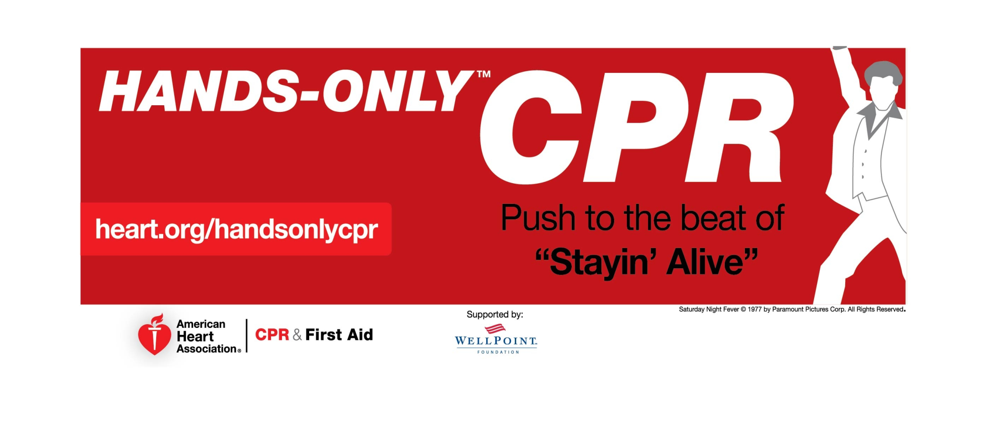 HANDS-ONLY™ CPR
heart.org/handsonlycpr
Push to the beat of
“Stayin’ Alive”
Saturday Night Fever © 1977 by Paramount Pictures Corp. All Rights Reserved.
American
Heart
Association®
CPR & First Aid
Supported by:
WELLPOINT™
FOUNDATION